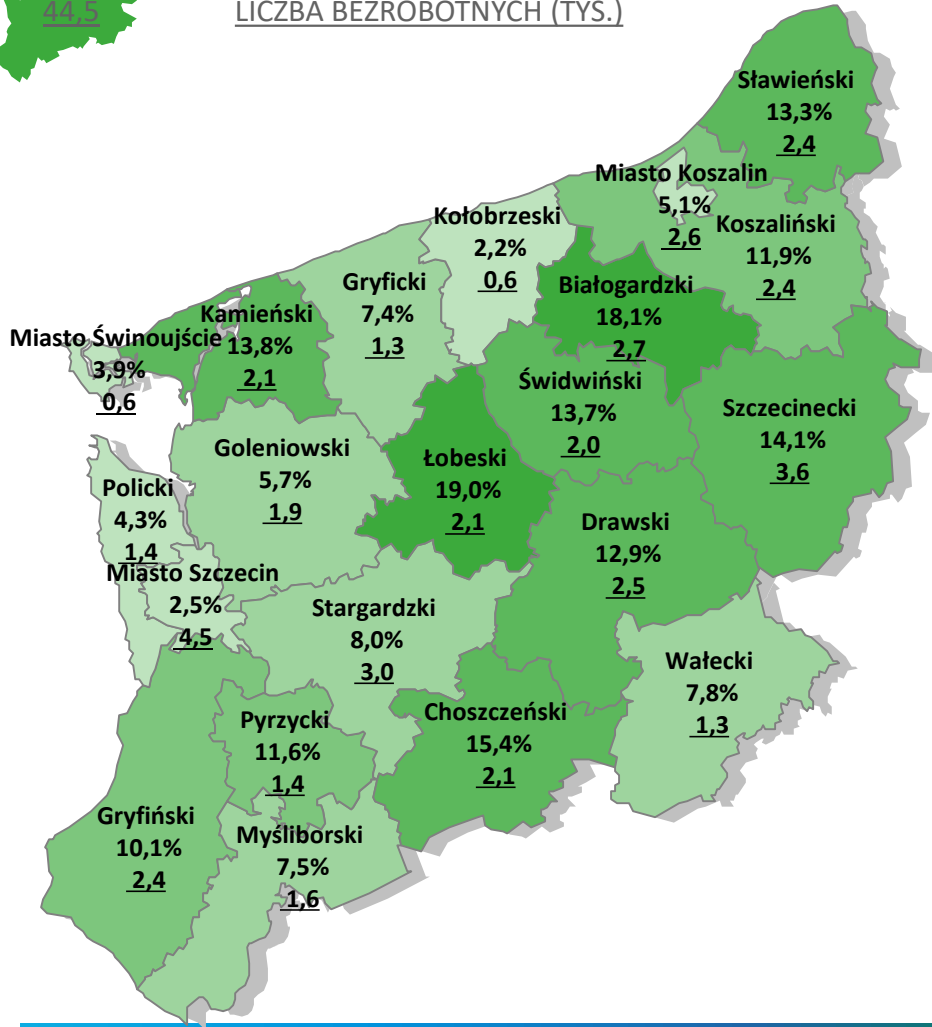 44,5
LICZBA BEZROBOTNYCH (TYS.)
Sławieński
13,3%
2,4
Miasto Koszalin
5,1%
2,6
Koszaliński
11,9%
2,4
Kołobrzeski
2,2%
0,6
Białogardzki
18,1%
2,7
Gryficki
7,4%
1,3
Kamieński
13,8%
2,1
Miasto Świnoujście
3,9%
0,6
Świdwiński
13,7%
2,0
Szczecinecki
14,1%
3,6
Goleniowski
5,7%
1,9
Łobeski
19,0%
2,1
Policki
4,3%
1,4
Drawski
12,9%
2,5
Miasto Szczecin
2,5%
4,5
Stargardzki
8,0%
3,0
Wałecki
7,8%
1,3
Pyrzycki
11,6%
1,4
Choszczeński
15,4%
2,1
Gryfiński
10,1%
2,4
Myśliborski
7,5%
1,6